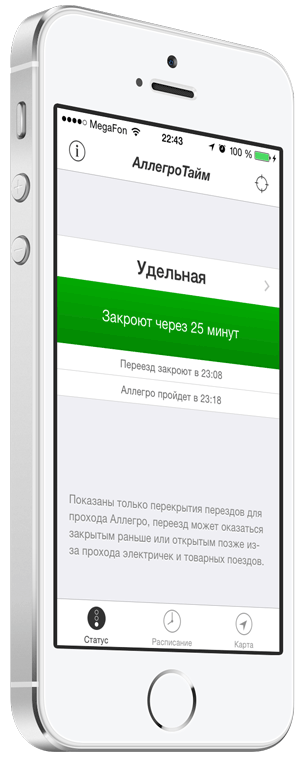 MegaFon 22:43 100 %
АллегроТайм
Удельная
Закроют через 25 минут
Переезд закроют в 23:08
Аллегро пройдет в 23:18
Показаны только перекрытия перездов для
прохода Аллегро, переезд может оказаться
закрытым раньше или открытым позже из-
за прохода электричек и товарных поездов.
Статус Расписание Карта